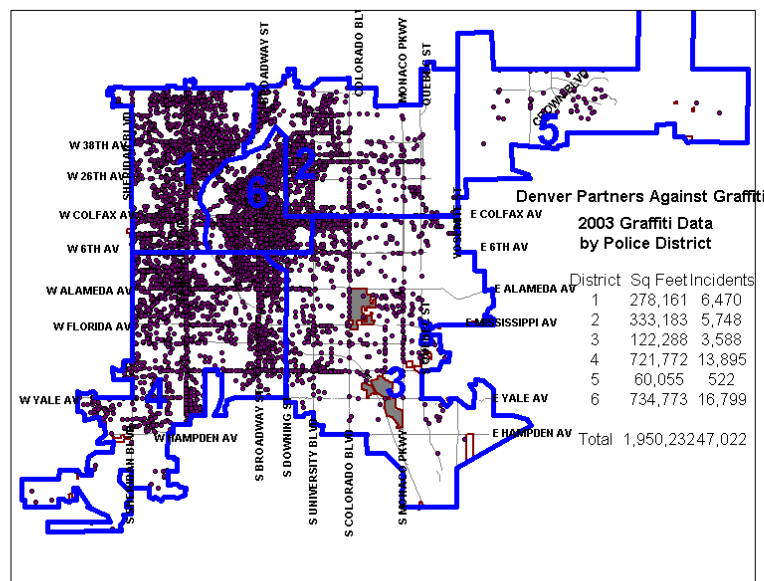 S BROADWAY ST
COLORADO BLV
MONACO PKWY
QUEBEC ST
CROWN BLVD
5
W 38TH AV
SHERIDAN BLVD
1
2
W 26TH AV
6
Denver Partners Against Graffiti
W COLFAX AV
E COLFAX AV
2003 Graffiti Data
W 6TH AV
E 6TH AV
by Police District
District Sq Feet Incidents
W ALAMEDA AV
E ALAMEDA AV
1 278,161 6,470
2 333,183 5,748
W FLORIDA AV
E MISSISSIPPI AV
3 122,288 3,588
4 721,772 13,895
5 60,055 522
4
3
W YALE AV
E YALE AV
6 734,773 16,799
W HAMPDEN AV
E HAMPDEN AV
Total 1,950,23247,022
S SHERIDAN BLVD
S BROADWAY ST
S DOWNING ST
S UNIVERSITY BLVD
S COLORADO BLVD
S MONACO PKWY